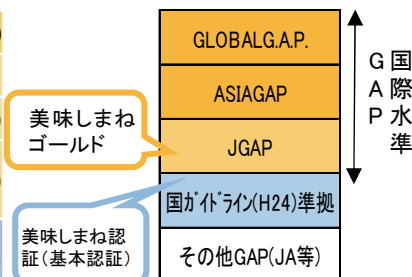 GLOBALG.A.P.
ASIAGAP
JGAP
国ガイドライン(H24)準拠
その他GAP(JA等)
美味しまね
ゴールド
美味しまね認
証(基本認証)
国際水準
GAP